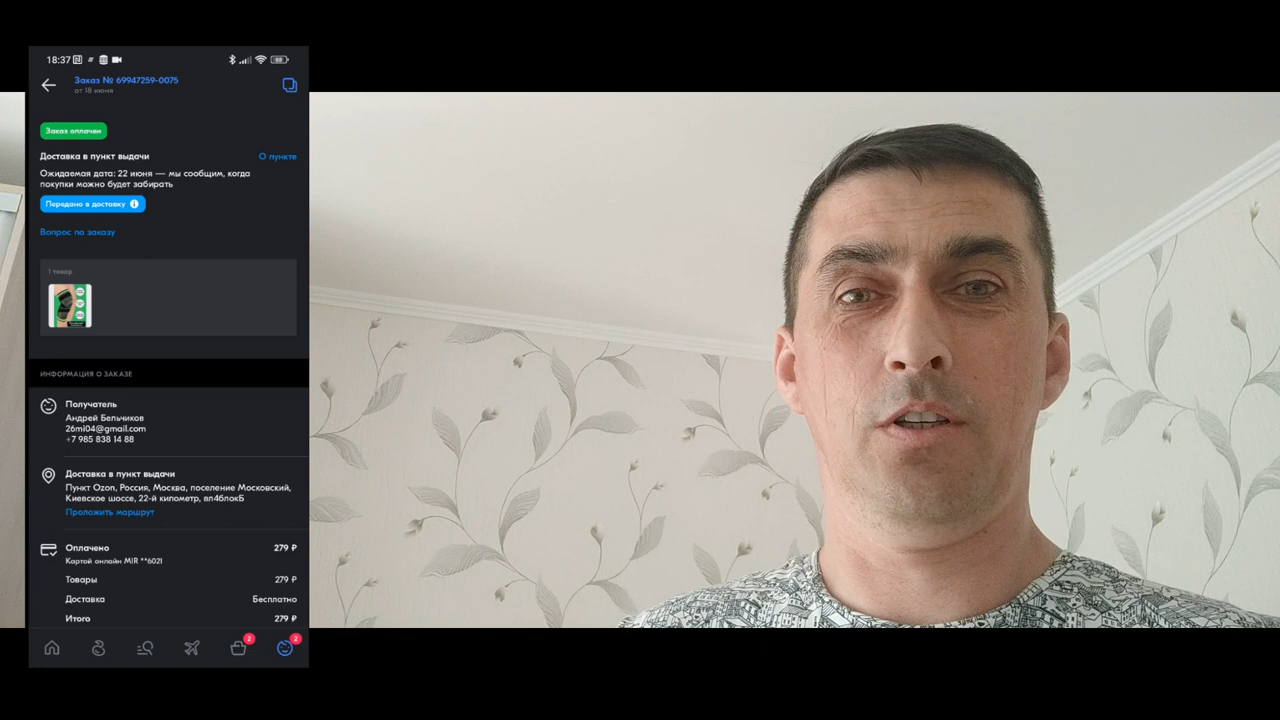 18:37
Заказ № 69947259-0075
от 18 июня
Заказ оплачен
Доставка в пункт выдачи
О пункте
Ожидаемая дата: 22 июня — мы сообщим, когда
покупки можно будет забирать
Передано в доставку
Вопрос по заказу
1 товар
ИНФОРМАЦИЯ О ЗАКАЗЕ
Получатель
Андрей Бельчиков
26mi04@gmail.com
+7 985 838 14 88
Доставка в пункт выдачи
Пункт Ozon, Россия, Москва, поселение Московский,
Киевское шоссе, 22-й километр, вл4блокБ
Проложить маршрут
Оплачено 279 ₽
Картой онлайн MIR **6021
Товары 279 ₽
Доставка Бесплатно
Итого 279 ₽
2 2